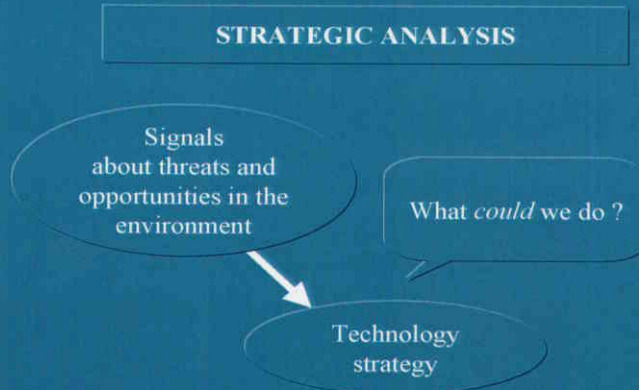 STRATEGIC ANALYSIS
Signals
about threats and
opportunities in the
environment
What could we do ?
Technology
strategy